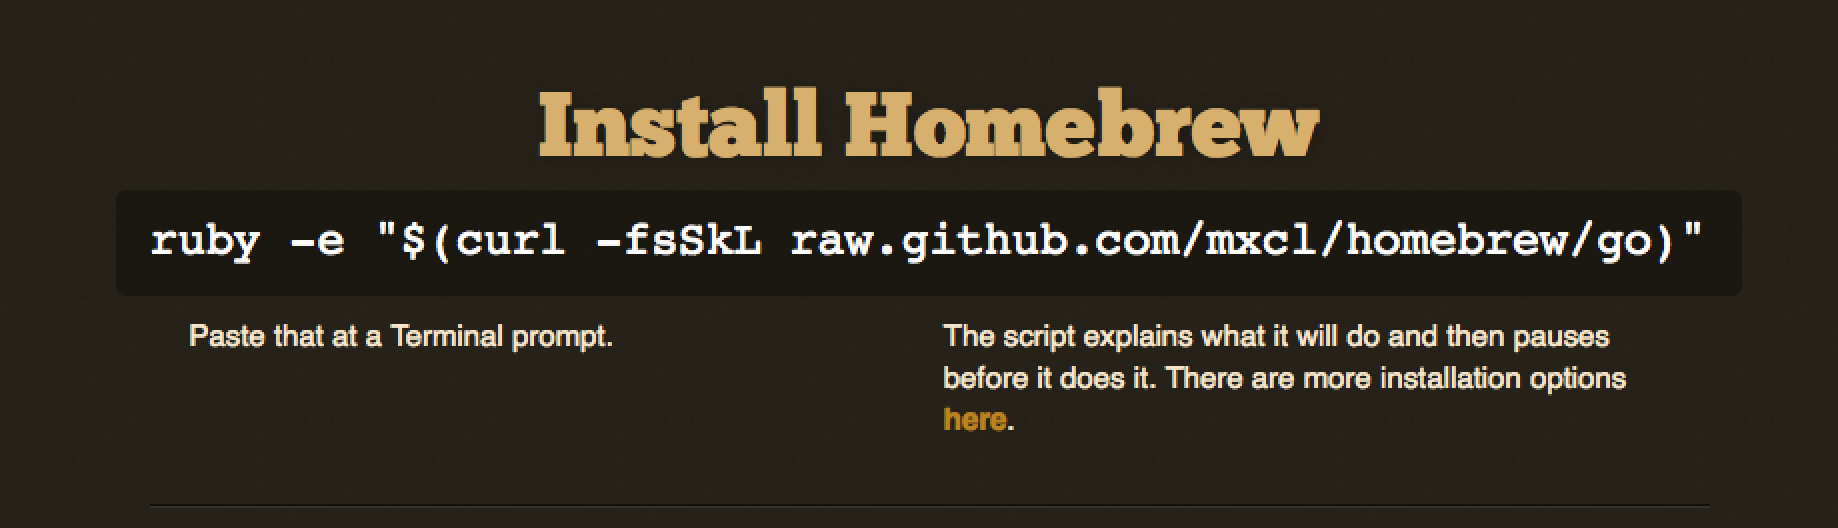 Install Homebrew
ruby -e "$(curl -fsSkL raw.github.com/mxcl/homebrew/go)"
Paste that at a Terminal prompt.
The script explains what it will do and then pauses
before it does it. There are more installation options
here.